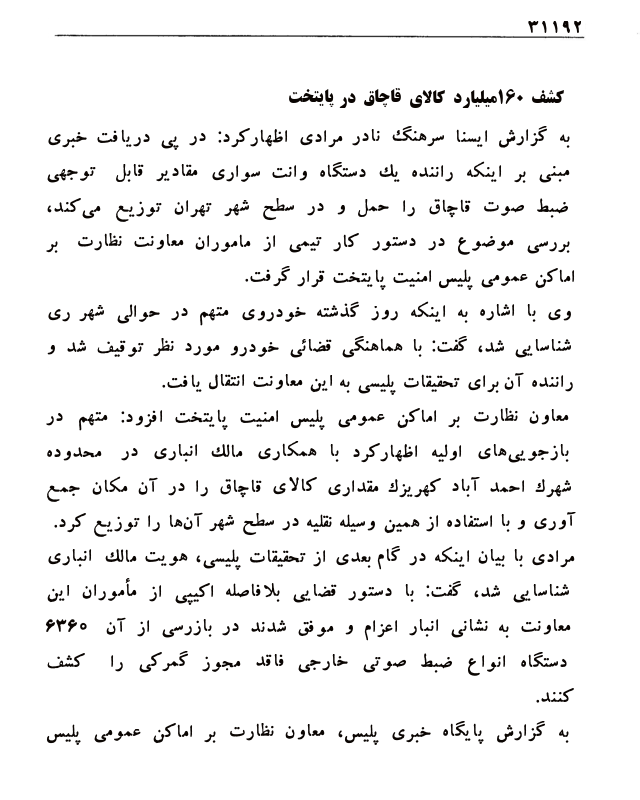 ۳۱۱۹۲
کشف ۱۶۰میلیارد کالای قاچاق در پایتخت
به گزارش ایسنا سرهنگ نادر مرادی اظهارکرد: در پی دریافت خبری
مبنی بر اینکه راننده یك دستگاه وانت سواری مقادیر قابل توجهی
ضبط صوت قاچاق را حمل و در سطح شهر تهران توزیع می‌کند،
بررسی موضوع در دستور کار تیمی از ماموران معاونت نظارت بر
اماکن عمومی پلیس امنیت پایتخت قرار گرفت.
وی با اشاره به اینکه روز گذشته خودروی متهم در حوالی شهر ری
شناسایی شد، گفت: با هماهنگی قضائی خودرو مورد نظر توقیف شد و
راننده آن برای تحقیقات پلیسی به این معاونت انتقال یافت.
معاون نظارت بر اماکن عمومی پلیس امنیت پایتخت افزود: متهم در
بازجویی‌های اولیه اظهارکرد با همکاری مالك انباری در محدوده
شهرك احمد آباد کهریزك مقداری کالای قاچاق را در آن مکان جمع
آوری و با استفاده از همین وسیله نقلیه در سطح شهر آن‌ها را توزیع کرد.
مرادی با بیان اینکه در گام بعدی از تحقیقات پلیسی، هویت مالك انباری
شناسایی شد، گفت: با دستور قضایی بلافاصله اکیپی از مأموران این
معاونت به نشانی انبار اعزام و موفق شدند در بازرسی از آن ۶۳۶۰
دستگاه انواع ضبط صوتی خارجی فاقد مجوز گمرکی را کشف
کنند.
به گزارش پایگاه خبری پلیس، معاون نظارت بر اماکن عمومی پلیس